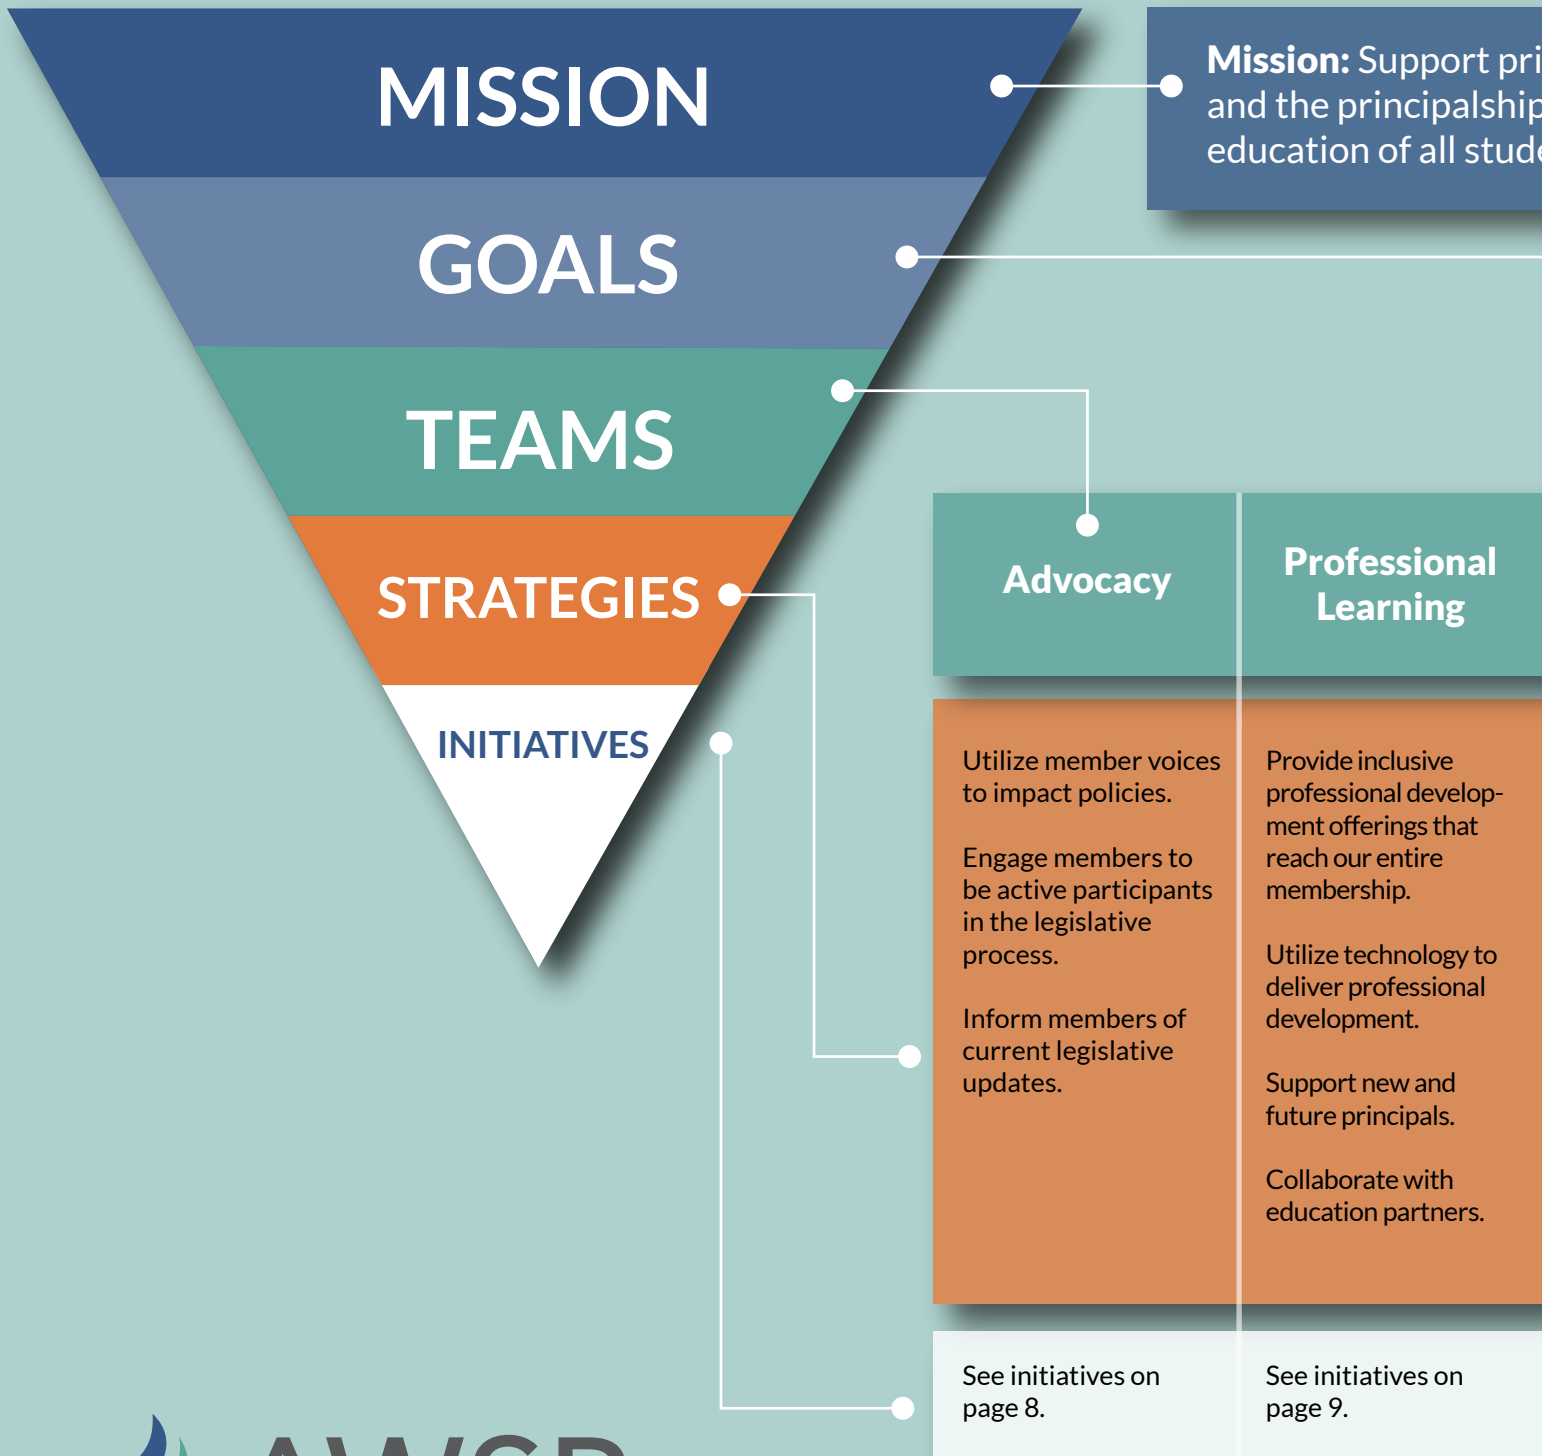 MISSION
GOALS
TEAMS
STRATEGIES
INITIATIVES
Mission: Support
and the
education of all
Advocacy
Professional
Learning
Utilize member voices
to impact policies.
Engage members to
be active participants
in the legislative
process.
Inform members of
current legislative
updates.
Provide inclusive
professional develop-
ment offerings that
reach our entire
membership.
Utilize technology to
deliver professional
development.
Support new and
future principals.
Collaborate with
education partners.
See initiatives on
page 8.
See initiatives on
page 9.
AWSP